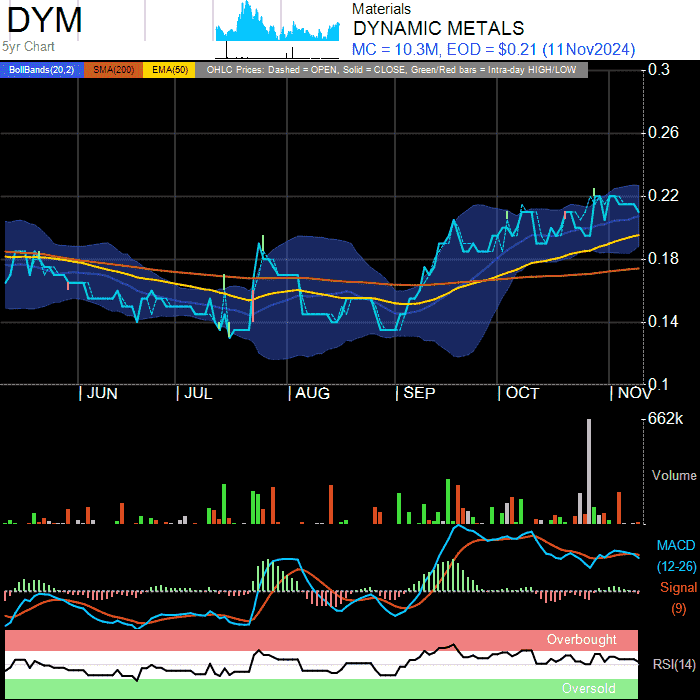 DYM
5yr Chart
Materials
DYNAMIC METALS
MC = 10.3M, EOD = $0.21 (11Nov2024)
BollBands(20,2) SMA(200) EMA(50) OHLC Prices: Dashed = OPEN, Solid = CLOSE, Green/Red bars = Intra-day HIGH/LOW
0.3
0.26
0.22
0.18
0.14
0.1
JUN JUL AUG SEP OCT NOV
662k
Volume
MACD
(12-26)
Signal
(9)
Overbought
RSI(14)
Oversold